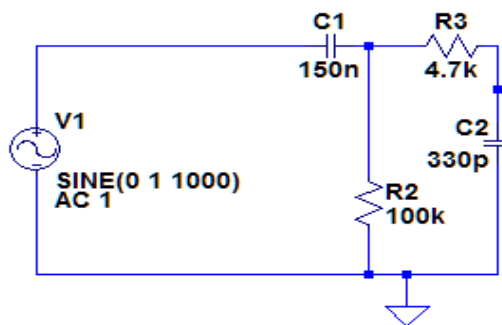 C1
150n
R3
4.7k
V1
SINE(0 1 1000)
AC 1
R2
100k
C2
330p